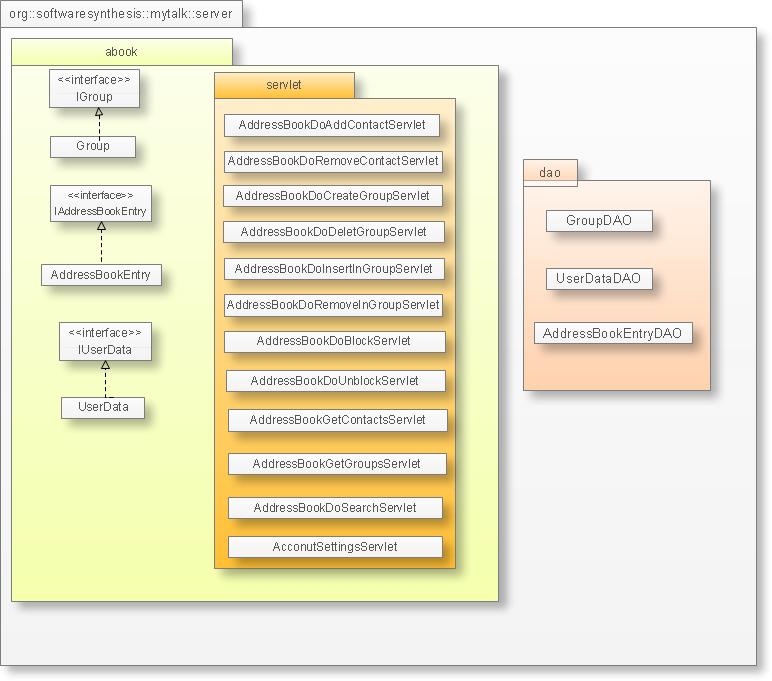 org::softwaresynthesis::mytalk::server
abook
<<interface>>
IGroup
Group
<<interface>>
IAddressBookEntry
AddressBookEntry
<<interface>>
IUserData
UserData
servlet
AddressBookDoAddContactServlet
AddressBookDoRemoveContactServlet
AddressBookDoCreateGroupServlet
AddressBookDoDeletGroupServlet
AddressBookDoInsertInGroupServlet
AddressBookDoRemoveInGroupServlet
AddressBookDoBlockServlet
AddressBookDoUnblockServlet
AddressBookGetContactsServlet
AddressBookGetGroupsServlet
AddressBookDoSearchServlet
AcconutSettingsServlet
dao
GroupDAO
UserDataDAO
AddressBookEntryDAO